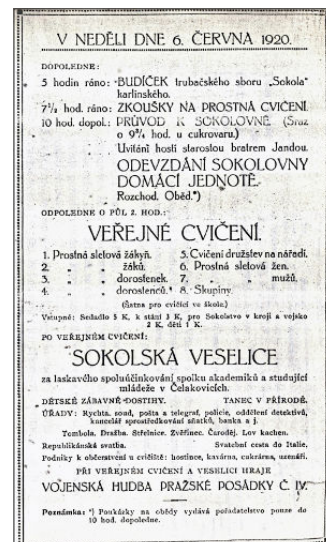 V NEDĚLI DNE 6. ČERVNA 1920.
DOPOLEDNE:
5 hodin ráno: BUDÍČEK trubačského sboru „Sokola“
karlínského.
7½ hod. ráno: ZKOUŠKY NA PROSTNÁ CVIČENÍ.
10 hod. dopol.: PRŮVOD K SOKOLOVNĚ (Sraz
o 9¾ hod. u cukrovaru.)
Uvítání hostí starostou bratrem Jandou.
ODEVZDÁNÍ SOKOLOVNY
DOMÁCÍ JEDNOTĚ.
Rozchod. Oběd.*)
ODPOLEDNE O PŮL 2. HOD.:
VEŘEJNÉ CVIČENÍ.
1. Prostná sletová žákyň. 5. Cvičení družstev na nářadí.
2. „ „ žáků. 6. Prostná sletová žen.
3. „ „ dorostenek. 7. „ „ mužů.
4. „ „ dorostenců.* 8. Skupiny.
(Šatna pro cvičící ve škole.)
Vstupné: Sedadlo 5 K, k stání 3 K, pro Sokolstvo v kroji a vojsko
2 K, děti 1 K.
PO VEŘEJNÉM CVIČENÍ:
SOKOLSKÁ VESELICE
za laskavého spoluúčinkování spolku akademiků a studující
mládeže v Čelakovicích.
DĚTSKÉ ZÁBAVNÉ DOSTIHY. TANEC V PŘÍRODĚ.
ÚŘADY: Rychta, soud, pošta a telegraf, policie, oddělení detektivů,
kancelář sprostředkování sňatků, banka a j.
Tombola. Dražba. Střelnice. Zvěřinec. Čaroděj. Lov kachen.
Republikánská svatba. Svatební cesta do Italie.
Podniky k občerstvení u cvičiště: hostince, kavárna, cukrárna, uzenáři.
PŘI VEŘEJNÉM CVIČENÍ A VESELICI HRAJE
VOJENSKÁ HUDBA PRAŽSKÉ POSÁDKY Č. IV.
Poznámka: *) Poukázky na obědy vydává pořadatelstvo pouze do
10 hod. dopoledne.